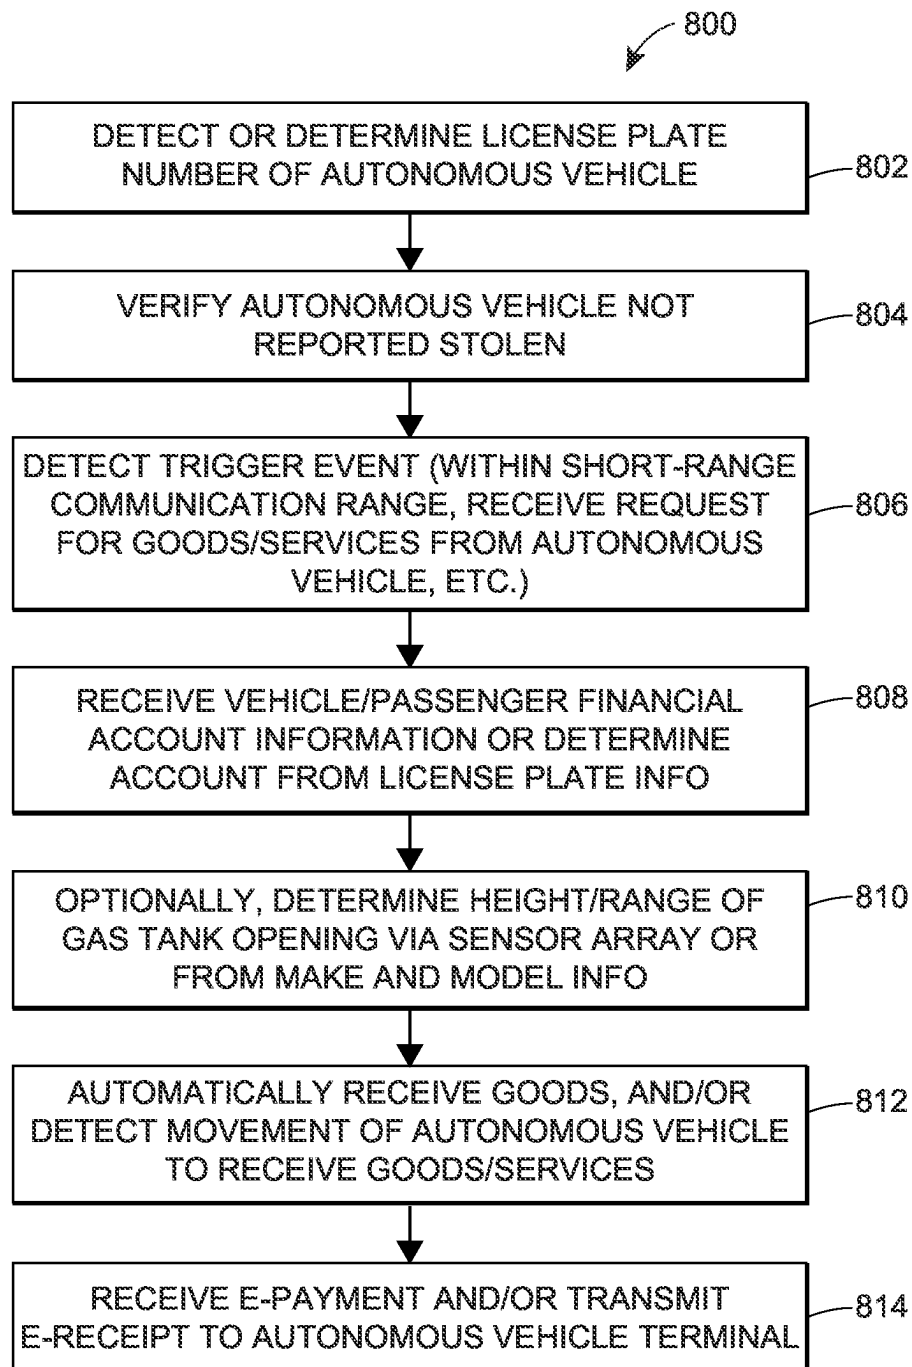 800
DETECT OR DETERMINE LICENSE PLATE
NUMBER OF AUTONOMOUS VEHICLE
802
VERIFY AUTONOMOUS VEHICLE NOT
REPORTED STOLEN
804
DETECT TRIGGER EVENT (WITHIN SHORT-RANGE
COMMUNICATION RANGE, RECEIVE REQUEST
FOR GOODS/SERVICES FROM AUTONOMOUS
VEHICLE, ETC.)
806
RECEIVE VEHICLE/PASSENGER FINANCIAL
ACCOUNT INFORMATION OR DETERMINE
ACCOUNT FROM LICENSE PLATE INFO
808
OPTIONALLY, DETERMINE HEIGHT/RANGE OF
GAS TANK OPENING VIA SENSOR ARRAY OR
FROM MAKE AND MODEL INFO
810
AUTOMATICALLY RECEIVE GOODS, AND/OR
DETECT MOVEMENT OF AUTONOMOUS VEHICLE
TO RECEIVE GOODS/SERVICES
812
RECEIVE E-PAYMENT AND/OR TRANSMIT
E-RECEIPT TO AUTONOMOUS VEHICLE TERMINAL
814